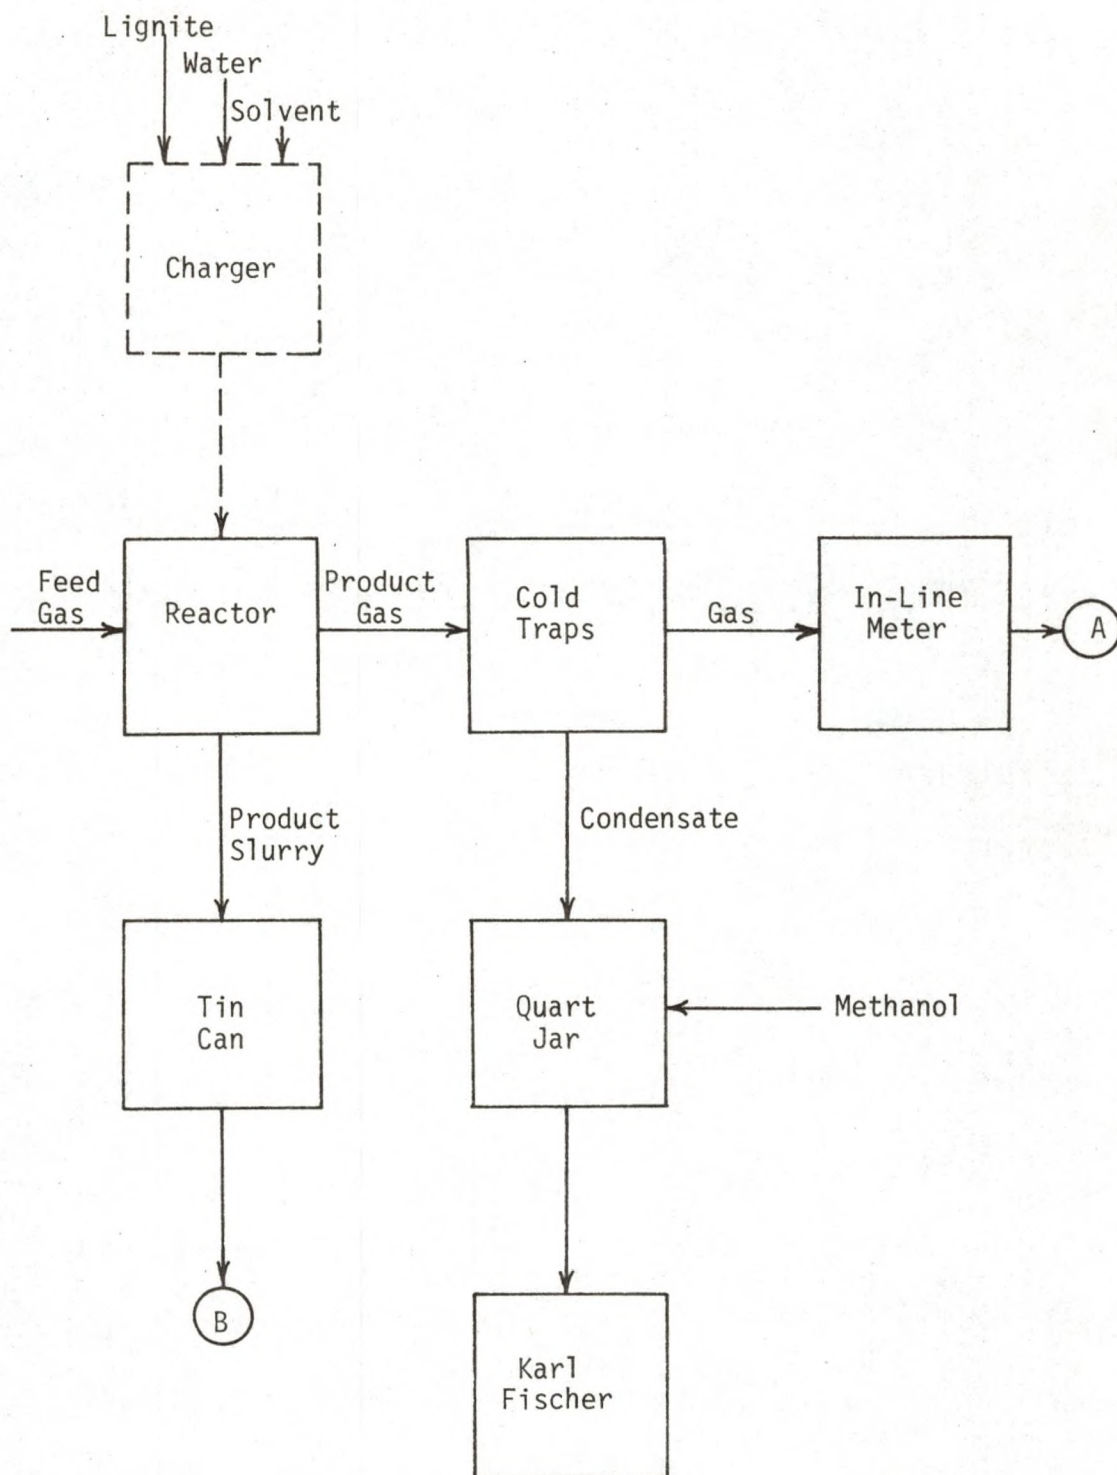 Lignite
Water
Solvent
Charger
Feed
Gas
Reactor
Product
Gas
Cold
Traps
Gas
In-Line
Meter
A
Product
Slurry
Condensate
Tin
Can
Quart
Jar
Methanol
B
Karl
Fischer